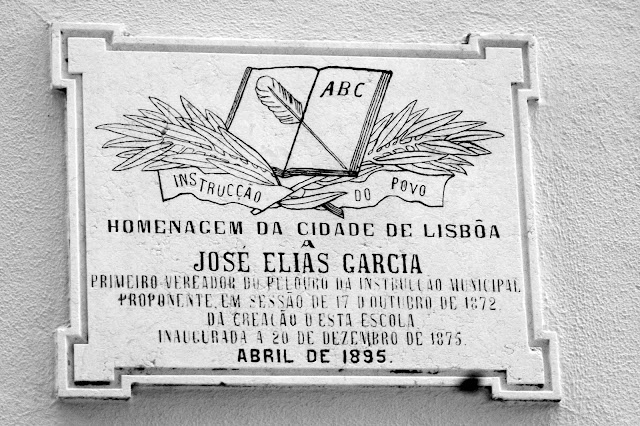 ABC
INSTRUCÇÃO DO POVO
HOMENAGEM DA CIDADE DE LISBÔA
A
JOSÉ ELIAS GARCIA
PRIMEIRO VEREADOR DO PELOURO DA INSTRUCÇÃO MUNICIPAL
PROPONENTE, EM SESSÃO DE 17 D'OUTUBRO DE 1872,
DA CREAÇÃO D'ESTA ESCOLA
INAUGURADA A 20 DE DEZEMBRO DE 1875.
ABRIL DE 1895.